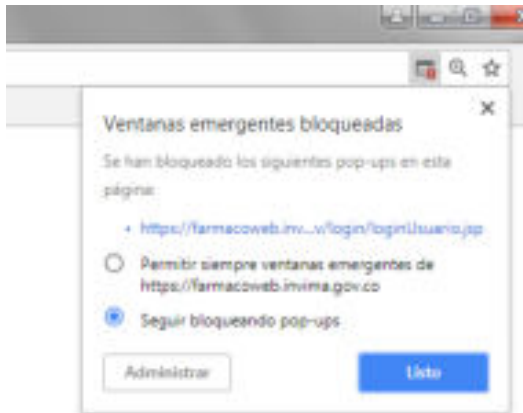 Ventanas emergentes bloqueadas
Se han bloqueado los siguientes pop-ups en esta
página:
https://farmacoweb.inv...v/login/loginUsuario.jsp
Permitir siempre ventanas emergentes de
https://farmacoweb.invima.gov.co
Seguir bloqueando pop-ups
Administrar
Listo